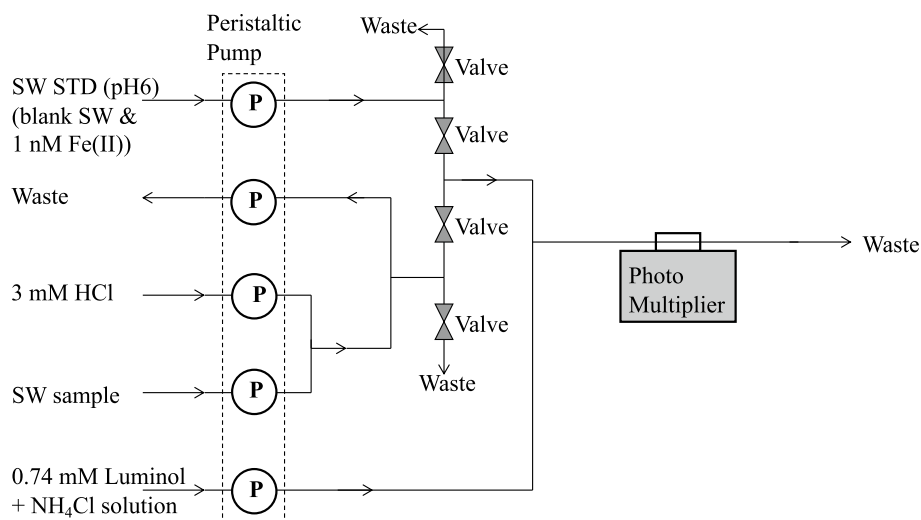 Peristaltic
Pump
Waste
Valve
SW STD (pH6)
(blank SW &
1 nM Fe(II))
P
Valve
Waste
P
Valve
Waste
3 mM HCl
P
Photo
Multiplier
Valve
SW sample
P
Waste
0.74 mM Luminol
+ NH₄Cl solution
P